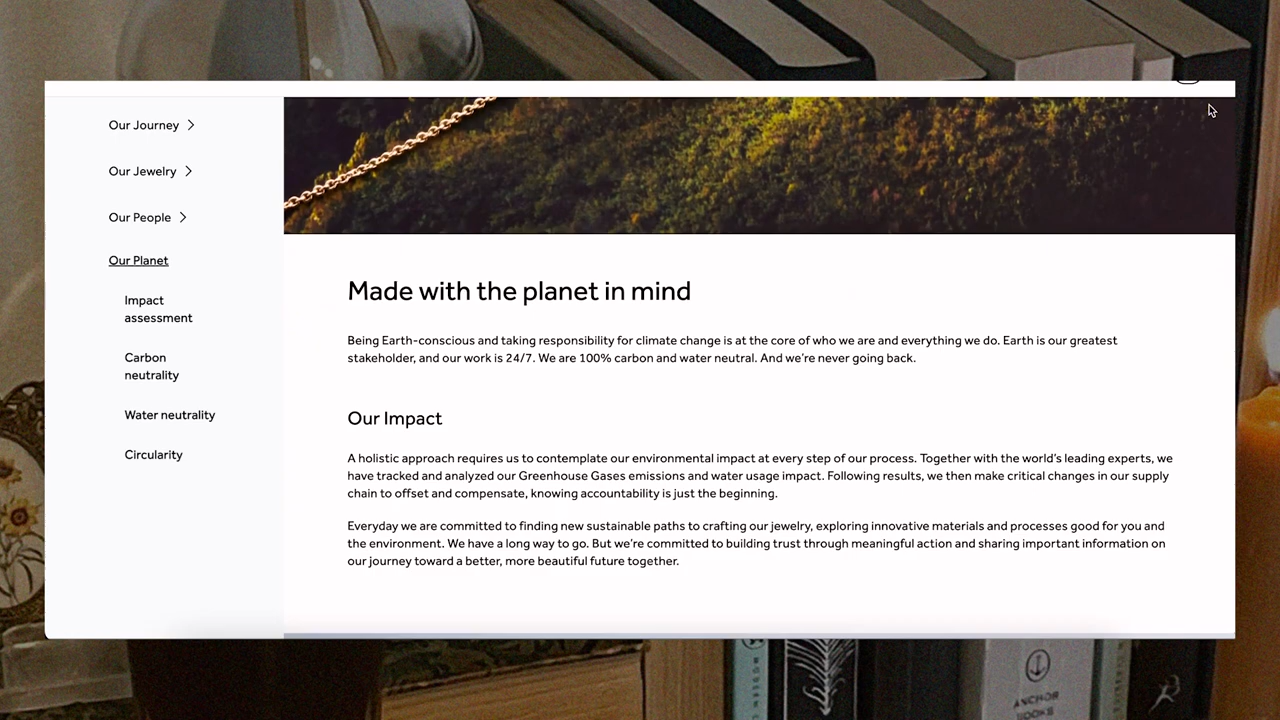 Our Journey
Our Jewelry
Our People
Our Planet
Impact
assessment
Carbon
neutrality
Water neutrality
Circularity
Made with the planet in mind
Being Earth-conscious and taking responsibility for climate change is at the core of who we are and everything we do. Earth is our greatest
stakeholder, and our work is 24/7. We are 100% carbon and water neutral. And we’re never going back.
Our Impact
A holistic approach requires us to contemplate our environmental impact at every step of our process. Together with the world’s leading experts, we
have tracked and analyzed our Greenhouse Gases emissions and water usage impact. Following results, we then make critical changes in our supply
chain to offset and compensate, knowing accountability is just the beginning.
Everyday we are committed to finding new sustainable paths to crafting our jewelry, exploring innovative materials and processes good for you and
the environment. We have a long way to go. But we’re committed to building trust through meaningful action and sharing important information on
our journey toward a better, more beautiful future together.
ANCHOR
BOOKS